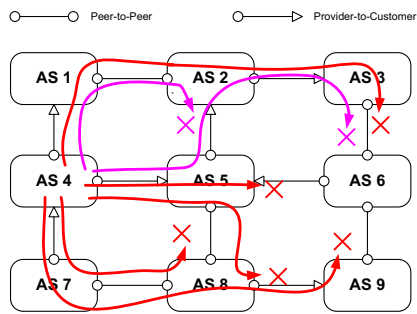 Peer-to-Peer Provider-to-Customer
AS 1 AS 2 AS 3
AS 4 AS 5 AS 6
AS 7 AS 8 AS 9